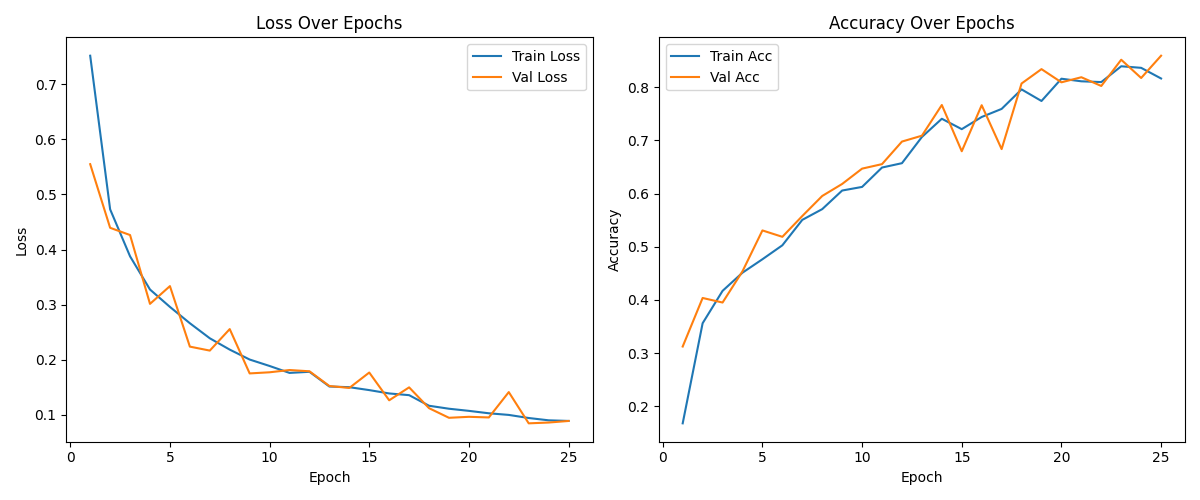 Loss Over Epochs
Train Loss
Val Loss
0.7
0.6
0.5
0.4
0.3
0.2
0.1
Loss
0 5 10 15 20 25
Epoch
Accuracy Over Epochs
Train Acc
Val Acc
0.8
0.7
0.6
0.5
0.4
0.3
0.2
Accuracy
0 5 10 15 20 25
Epoch